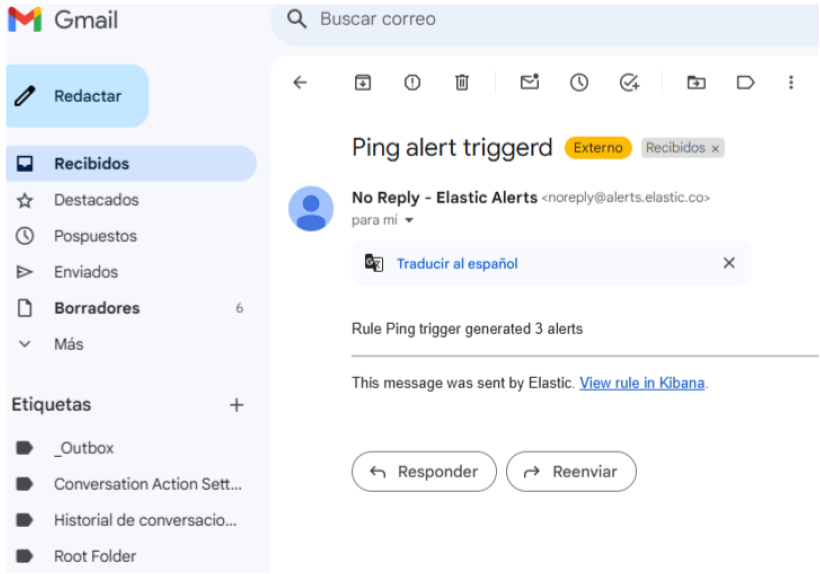 Gmail
Buscar correo
Redactar
Recibidos
Destacados
Pospuestos
Enviados
Borradores 6
Más
Etiquetas +
_Outbox
Conversation Action Sett...
Historial de conversacio...
Root Folder
Ping alert triggerd Externo Recibidos ×
No Reply - Elastic Alerts <noreply@alerts.elastic.co>
para mí
Traducir al español
Rule Ping trigger generated 3 alerts
This message was sent by Elastic. View rule in Kibana.
Responder Reenviar